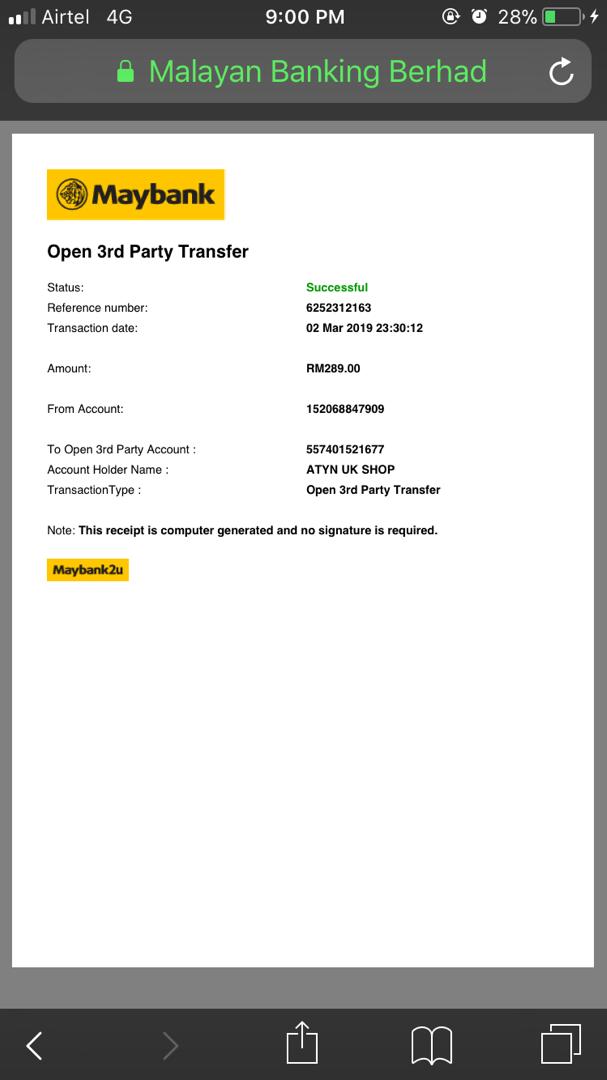 Airtel 4G 9:00 PM 28%
Malayan Banking Berhad
Maybank
Open 3rd Party Transfer
Status: Successful
Reference number: 6252312163
Transaction date: 02 Mar 2019 23:30:12
Amount: RM289.00
From Account: 152068847909
To Open 3rd Party Account : 557401521677
Account Holder Name : ATYN UK SHOP
TransactionType : Open 3rd Party Transfer
Note: This receipt is computer generated and no signature is required.
Maybank2u